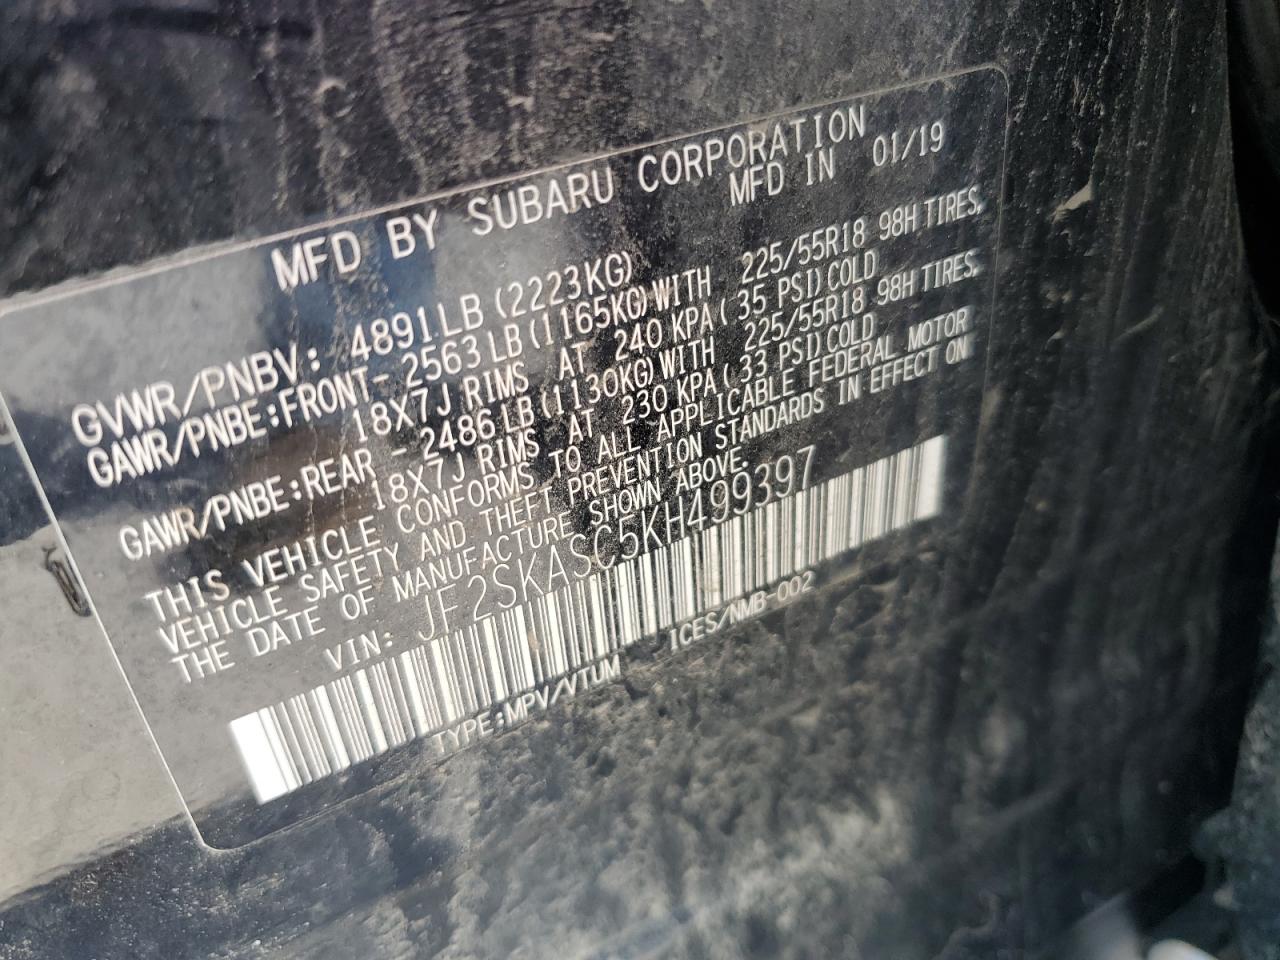 MFD BY SUBARU CORPORATION
MFD IN 01/19
GVWR/PNBV: 4891LB (2223KG)
GAWR/PNBE:FRONT- 2563LB (1165KG)WITH 225/55R18 98H TIRES,
18X7J RIMS AT 240 KPA( 35 PSI)COLD
GAWR/PNBE:REAR - 2486LB(1130KG)WITH 225/55R18 98H TIRES,
18X7J RIMS AT 230 KPA( 33 PSI)COLD
THIS VEHICLE CONFORMS TO ALL APPLICABLE FEDERAL MOTOR
VEHICLE SAFETY AND THEFT PREVENTION STANDARDS IN EFFECT ON
THE DATE OF MANUFACTURE SHOWN ABOVE.
VIN: JF2SKASC5KH499397
TYPE:MPV/VTUM ICES/NMB-002